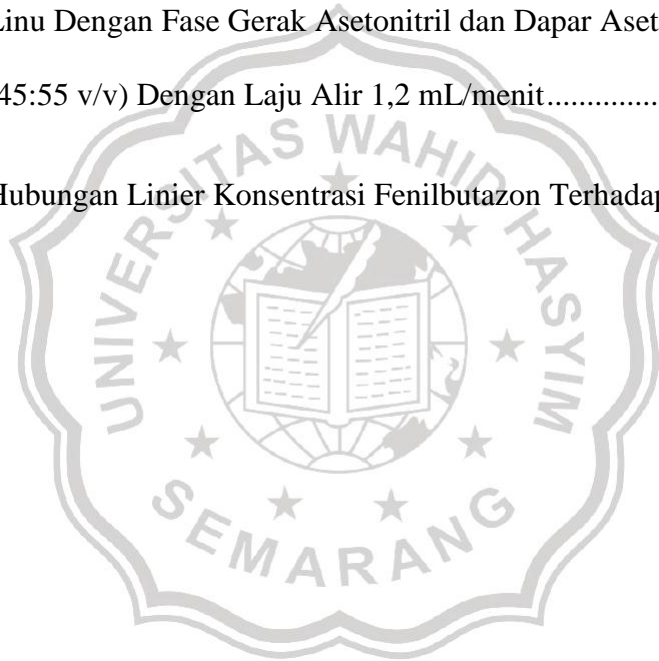 Linu Dengan Fase Gerak Asetonitril dan Dapar Aset
45:55 v/v) Dengan Laju Alir 1,2 mL/menit..............
Hubungan Linier Konsentrasi Fenilbutazon Terhadap
UNIVERSITAS WAHID HASYIM
SEMARANG